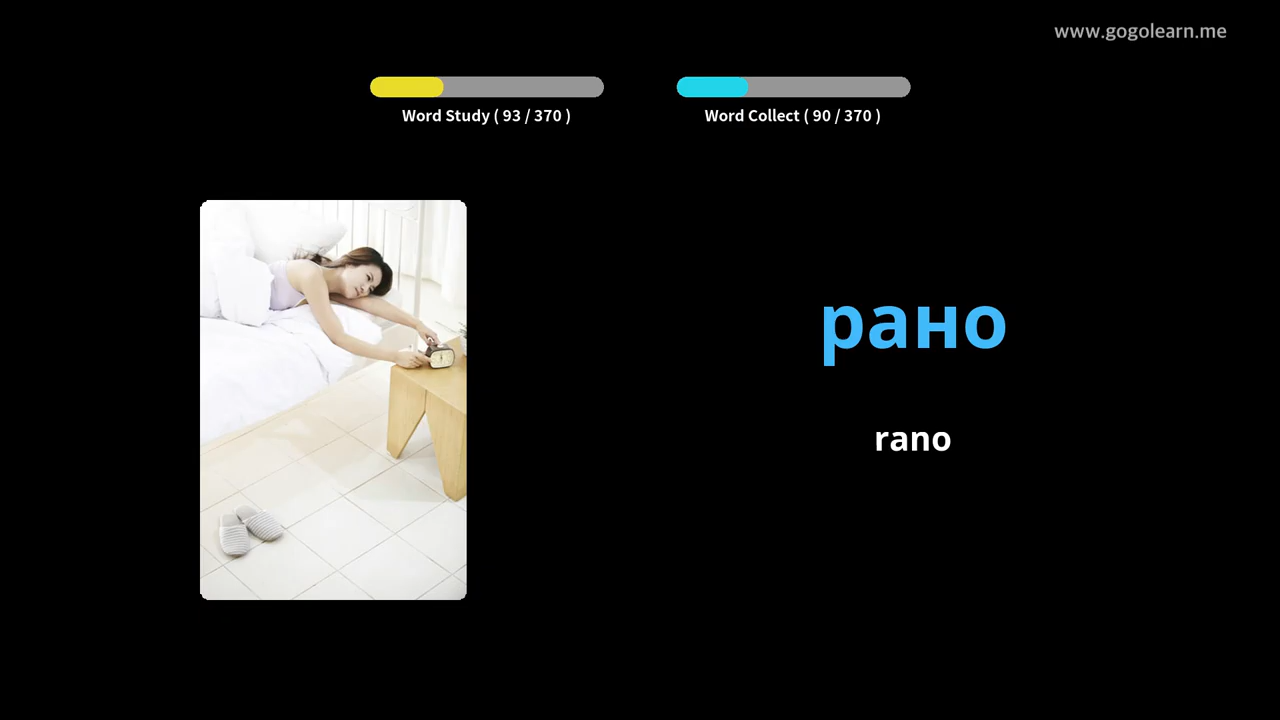 www.gogolearn.me
Word Study ( 93 / 370 )
Word Collect ( 90 / 370 )
рано
rano